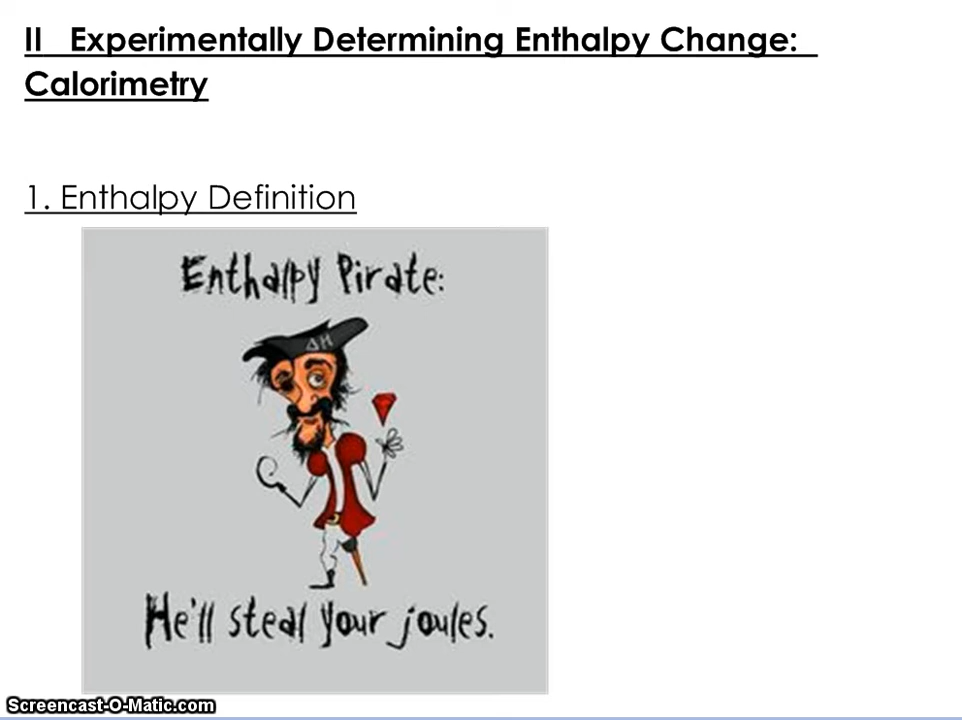 II   Experimentally Determining Enthalpy Change:
Calorimetry
1. Enthalpy Definition
Enthalpy Pirate:
ΔH
He'll steal your joules.
Screencast-O-Matic.com